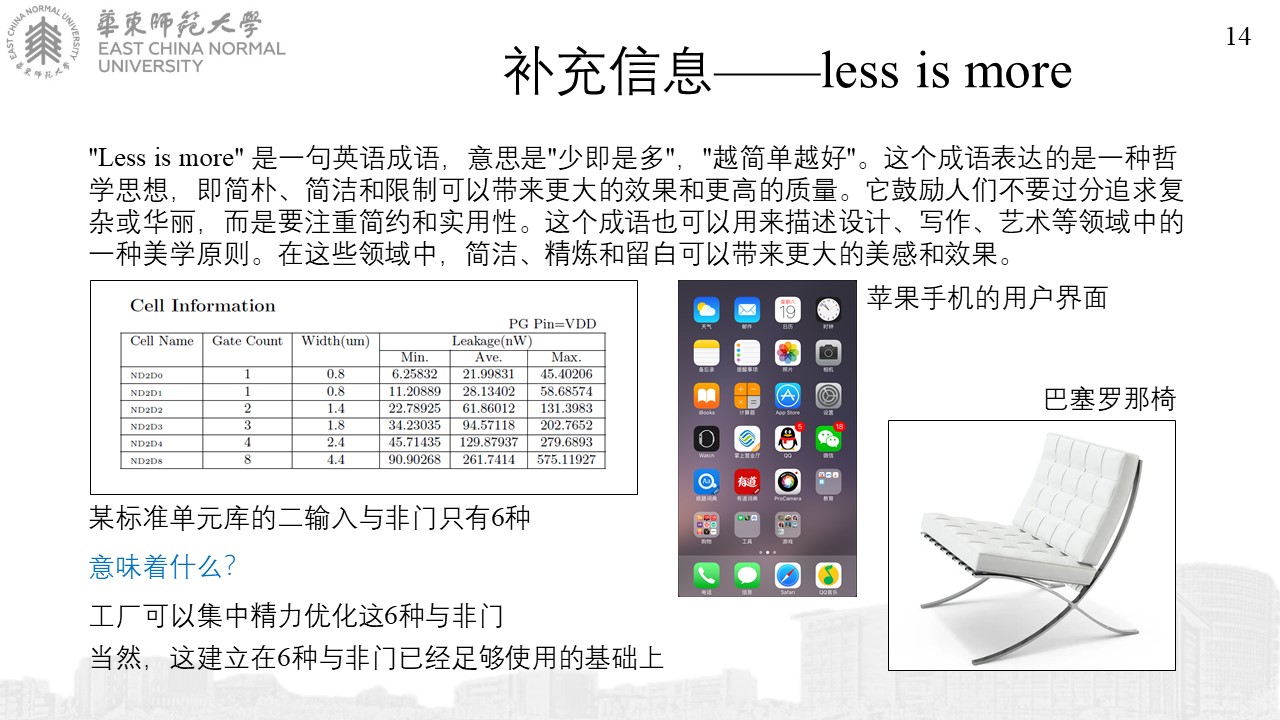 EAST CHINA NORMAL UNIVERSITY
華東師範大學
華東師範大學
EAST CHINA NORMAL
UNIVERSITY
14
补充信息——less is more
"Less is more" 是一句英语成语，意思是"少即是多"，"越简单越好"。这个成语表达的是一种哲
学思想，即简朴、简洁和限制可以带来更大的效果和更高的质量。它鼓励人们不要过分追求复
杂或华丽，而是要注重简约和实用性。这个成语也可以用来描述设计、写作、艺术等领域中的
一种美学原则。在这些领域中，简洁、精炼和留白可以带来更大的美感和效果。
Cell Information
PG Pin=VDD
Cell Name Gate Count Width(um) Leakage(nW)
Min. Ave. Max.
ND2D0 1 0.8 6.25832 21.99831 45.40206
ND2D1 1 0.8 11.20889 28.13402 58.68574
ND2D2 2 1.4 22.78925 61.86012 131.3983
ND2D3 3 1.8 34.23035 94.57118 202.7652
ND2D4 4 2.4 45.71435 129.87937 279.6893
ND2D8 8 4.4 90.90268 261.7414 575.11927
某标准单元库的二输入与非门只有6种
意味着什么?
工厂可以集中精力优化这6种与非门
当然，这建立在6种与非门已经足够使用的基础上
苹果手机的用户界面
星期六
19
天气 邮件 日历 时钟
备忘录 提醒事项 照片 相机
iBooks 计算器 App Store 设置
5 18
Watch 掌上营业厅 QQ 微信
有道
欧路词典 有道词典 ProCamera 教育
购物 工具 游戏
电话 信息 Safari QQ音乐
巴塞罗那椅